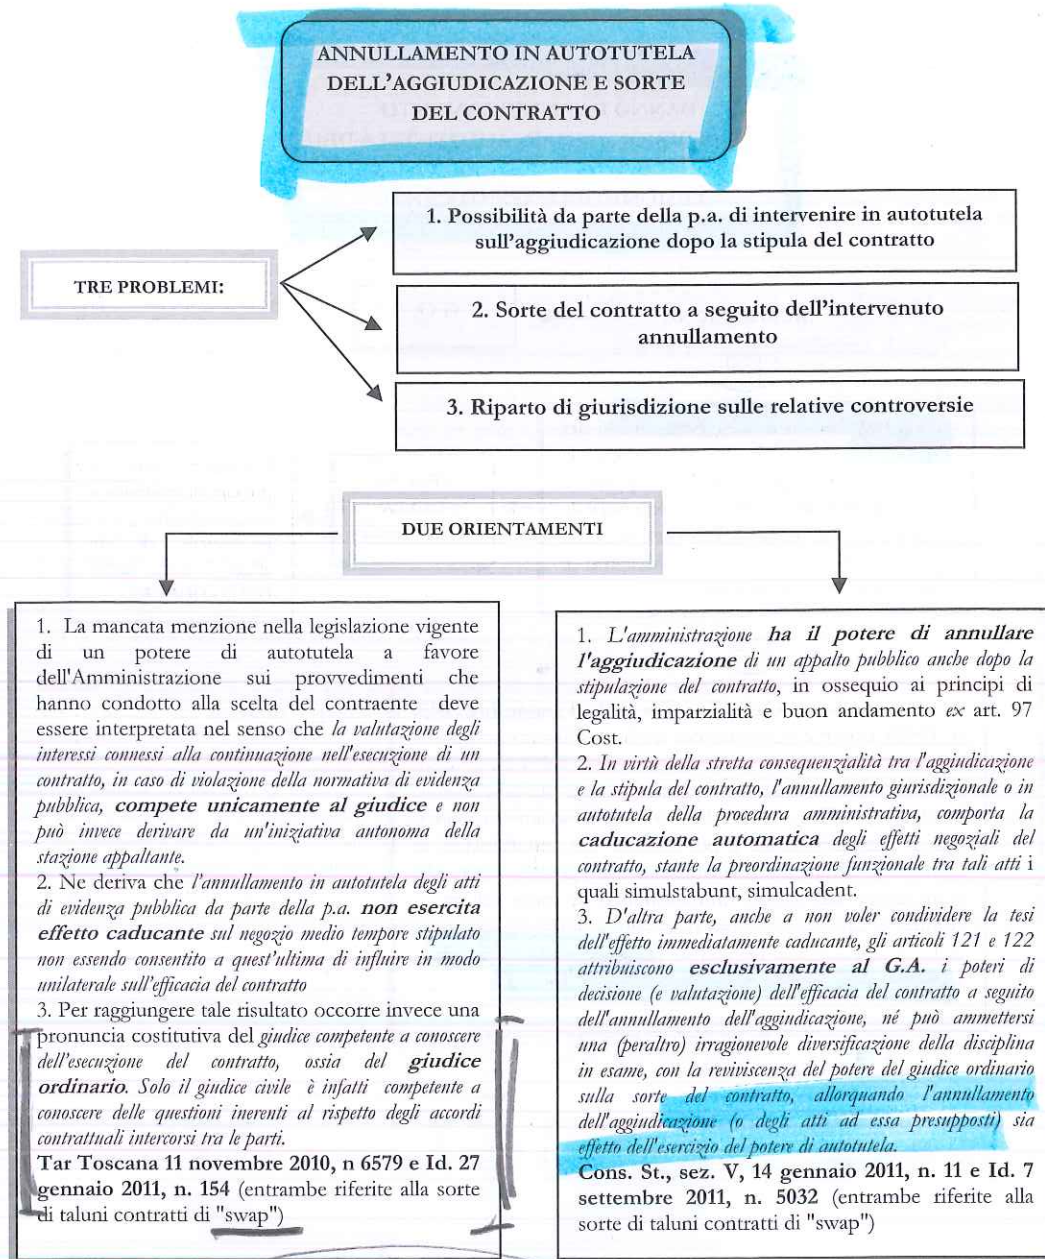 ANNULLAMENTO IN AUTOTUTELA
DELL'AGGIUDICAZIONE E SORTE
DEL CONTRATTO
1. Possibilità da parte della p.a. di intervenire in autotutela
sull'aggiudicazione dopo la stipula del contratto
TRE PROBLEMI:
2. Sorte del contratto a seguito dell'intervenuto
annullamento
3. Riparto di giurisdizione sulle relative controversie
DUE ORIENTAMENTI
1. La mancata menzione nella legislazione vigente
di un potere di autotutela a favore
dell'Amministrazione sui provvedimenti che
hanno condotto alla scelta del contraente deve
essere interpretata nel senso che la valutazione degli
interessi connessi alla continuazione nell'esecuzione di un
contratto, in caso di violazione della normativa di evidenza
pubblica, compete unicamente al giudice e non
può invece derivare da un'iniziativa autonoma della
stazione appaltante.
2. Ne deriva che l'annullamento in autotutela degli atti
di evidenza pubblica da parte della p.a. non esercita
effetto caducante sul negozio medio tempore stipulato
non essendo consentito a quest'ultima di influire in modo
unilaterale sull'efficacia del contratto
3. Per raggiungere tale risultato occorre invece una
pronuncia costitutiva del giudice competente a conoscere
dell'esecuzione del contratto, ossia del giudice
ordinario. Solo il giudice civile è infatti competente a
conoscere delle questioni inerenti al rispetto degli accordi
contrattuali intercorsi tra le parti.
Tar Toscana 11 novembre 2010, n 6579 e Id. 27
gennaio 2011, n. 154 (entrambe riferite alla sorte
di taluni contratti di "swap")
1. L'amministrazione ha il potere di annullare
l'aggiudicazione di un appalto pubblico anche dopo la
stipulazione del contratto, in ossequio ai principi di
legalità, imparzialità e buon andamento ex art. 97
Cost.
2. In virtù della stretta consequenzialità tra l'aggiudicazione
e la stipula del contratto, l'annullamento giurisdizionale o in
autotutela della procedura amministrativa, comporta la
caducazione automatica degli effetti negoziali del
contratto, stante la preordinazione funzionale tra tali atti i
quali simulstabunt, simulcadent.
3. D'altra parte, anche a non voler condividere la tesi
dell'effetto immediatamente caducante, gli articoli 121 e 122
attribuiscono esclusivamente al G.A. i poteri di
decisione (e valutazione) dell'efficacia del contratto a seguito
dell'annullamento dell'aggiudicazione, né può ammettersi
una (peraltro) irragionevole diversificazione della disciplina
in esame, con la reviviscenza del potere del giudice ordinario
sulla sorte del contratto, allorquando l'annullamento
dell'aggiudicazione (o degli atti ad essa presupposti) sia
effetto dell'esercizio del potere di autotutela.
Cons. St., sez. V, 14 gennaio 2011, n. 11 e Id. 7
settembre 2011, n. 5032 (entrambe riferite alla
sorte di taluni contratti di "swap")